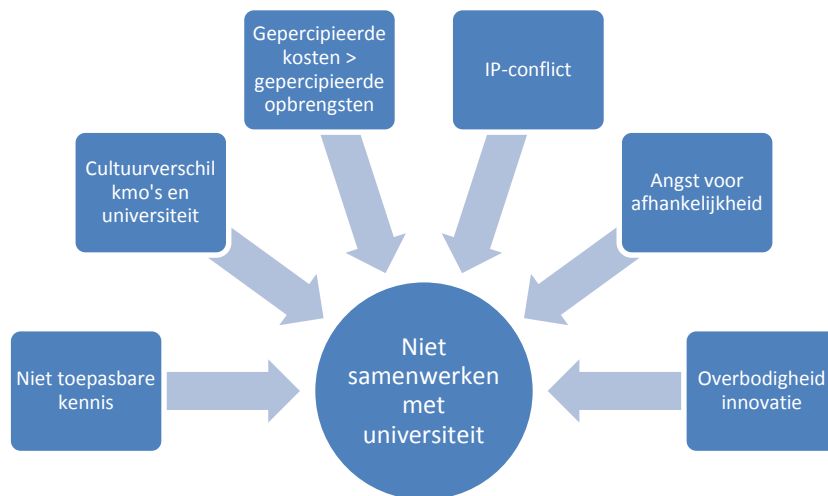 Gepercipieerde
kosten >
gepercipieerde
opbrengsten
IP-conflict
Cultuurverschil
kmo's en
universiteit
Angst voor
afhankelijkheid
Niet toepasbare
kennis
Niet
samenwerken
met
universiteit
Overbodigheid
innovatie